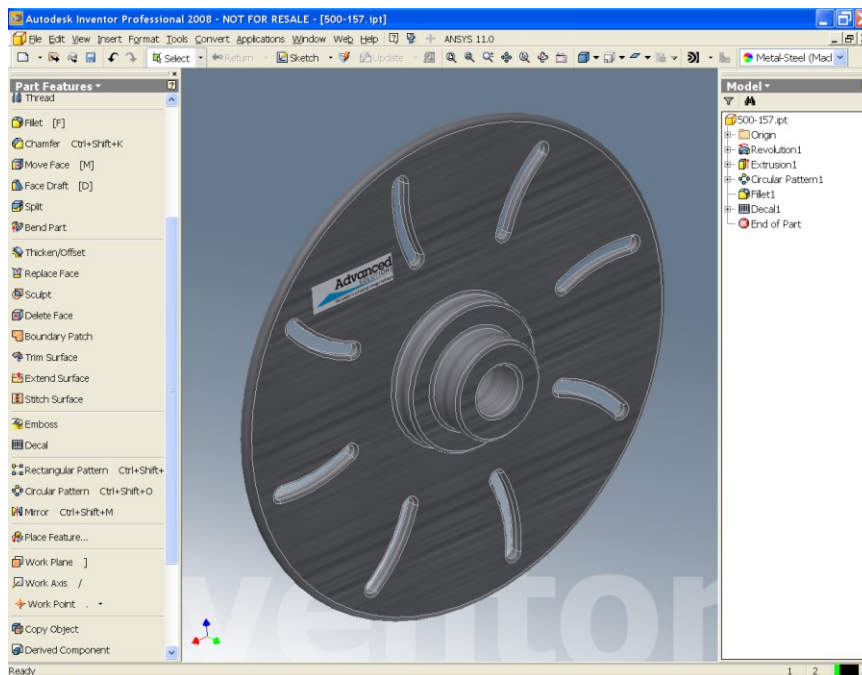 Autodesk Inventor Professional 2008 - NOT FOR RESALE - [500-157.ipt]
File Edit View Insert Format Tools Convert Applications Window Web Help ANSYS 11.0
Select Return Sketch Update Metal-Steel (Mad
Part Features
Thread
Fillet [F]
Chamfer Ctrl+Shift+K
Move Face [M]
Face Draft [D]
Split
Bend Part
Thicken/Offset
Replace Face
Sculpt
Delete Face
Boundary Patch
Trim Surface
Extend Surface
Stitch Surface
Emboss
Decal
Rectangular Pattern Ctrl+Shift+
Circular Pattern Ctrl+Shift+O
Mirror Ctrl+Shift+M
Place Feature...
Work Plane ]
Work Axis /
Work Point .
Copy Object
Derived Component
Advanced
SOLUTIONS
ventor
Model
500-157.ipt
Origin
Revolution1
Extrusion1
Circular Pattern1
Fillet1
Decal1
End of Part
Ready 1 2